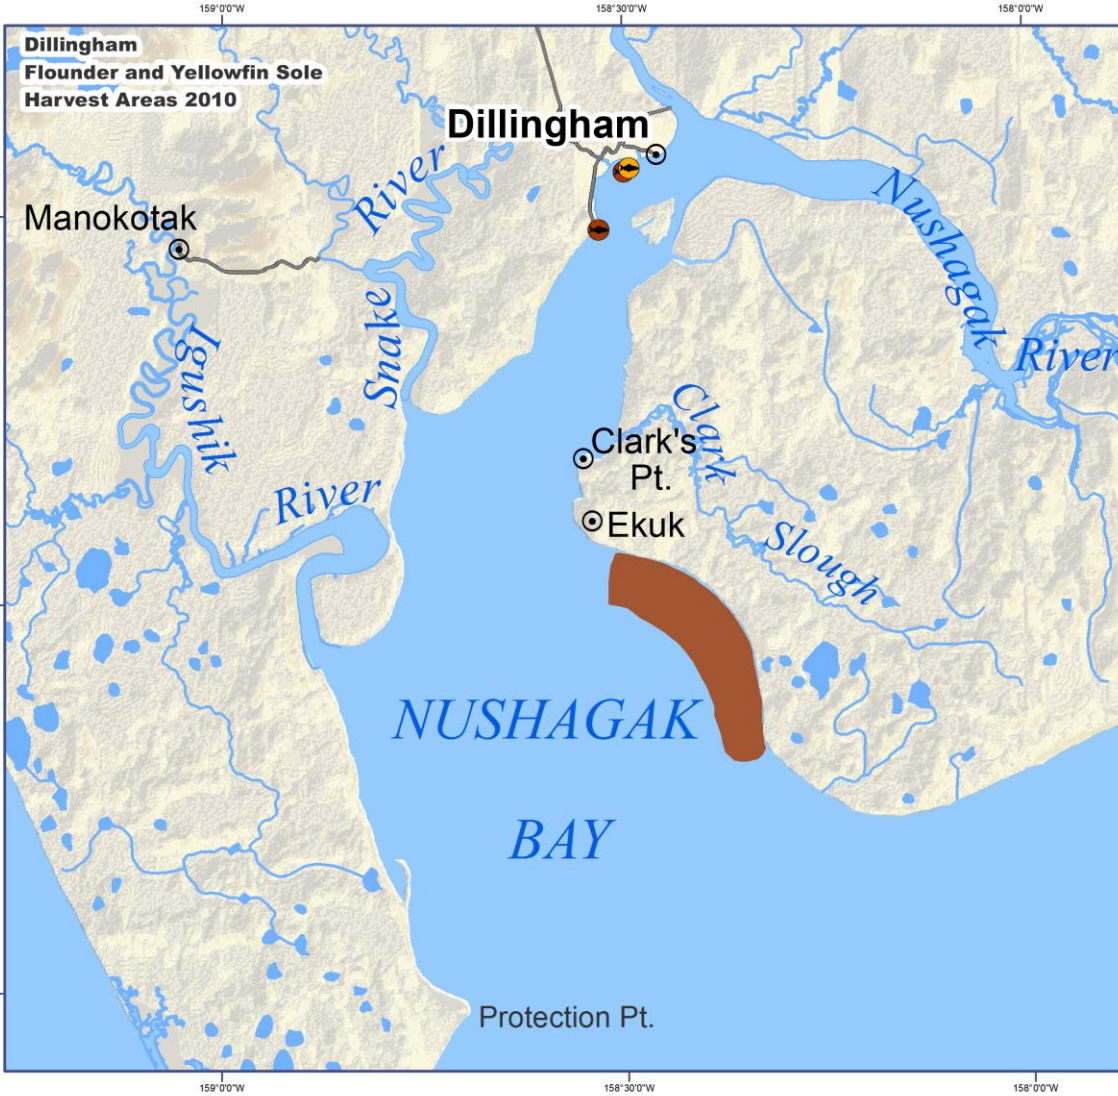 159°0'0"W
158°30'0"W
158°0'0"W
Dillingham
Flounder and Yellowfin Sole
Harvest Areas 2010
Dillingham
River
Manokotak
Nushagak
River
Snake
Igushik
Clark
Clark's
Pt.
River
Ekuk
Slough
NUSHAGAK
BAY
Protection Pt.
159°0'0"W
158°30'0"W
158°0'0"W